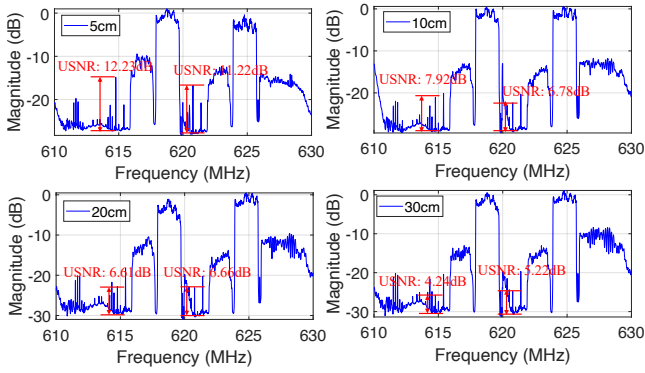 5cm
USNR: 12.23dB
USNR: 11.22dB
0
-10
-20
Magnitude (dB)
610 615 620 625 630
Frequency (MHz)
10cm
USNR: 7.92dB
USNR: 6.78dB
0
-10
-20
Magnitude (dB)
610 615 620 625 630
Frequency (MHz)
20cm
USNR: 6.61dB
USNR: 6.66dB
0
-10
-20
-30
Magnitude (dB)
610 615 620 625 630
Frequency (MHz)
30cm
USNR: 4.24dB
USNR: 5.22dB
0
-10
-20
-30
Magnitude (dB)
610 615 620 625 630
Frequency (MHz)